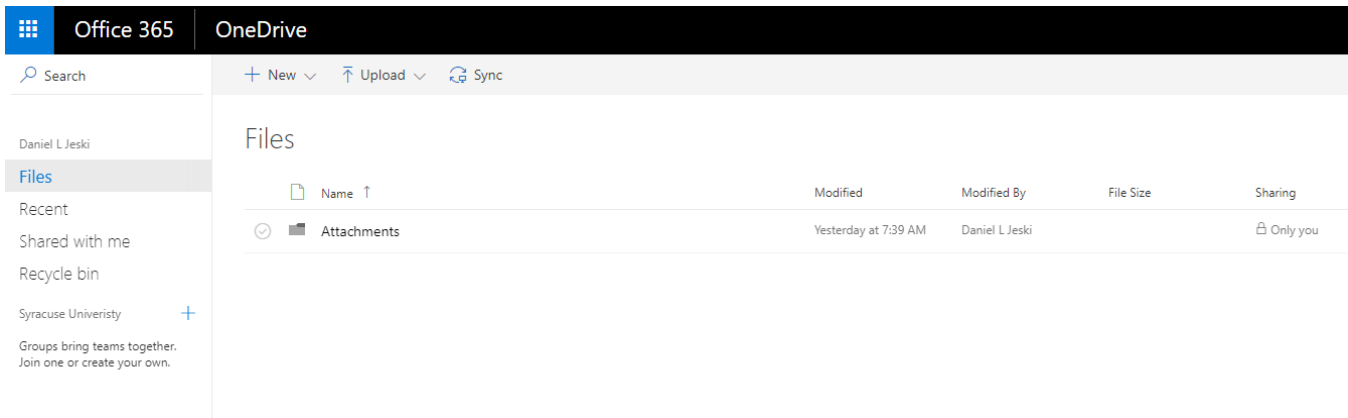 Office 365 OneDrive
Search
New Upload Sync
Daniel L Jeski
Files
Recent
Shared with me
Recycle bin
Syracuse Univeristy
Groups bring teams together.
Join one or create your own.
Files
Name ↑ Modified Modified By File Size Sharing
Attachments Yesterday at 7:39 AM Daniel L Jeski Only you